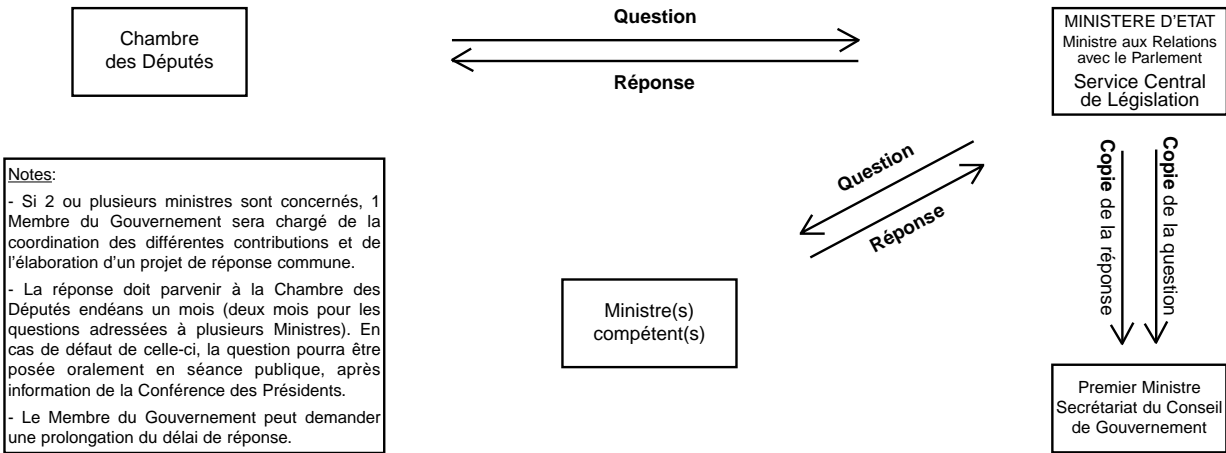 Chambre
des Députés
Question
Réponse
MINISTERE D'ETAT
Ministre aux Relations
avec le Parlement
Service Central
de Législation
Question
Réponse
Copie de la réponse
Copie de la question
Notes:
- Si 2 ou plusieurs ministres sont concernés, 1
Membre du Gouvernement sera chargé de la
coordination des différentes contributions et de
l'élaboration d'un projet de réponse commune.
- La réponse doit parvenir à la Chambre des
Députés endéans un mois (deux mois pour les
questions adressées à plusieurs Ministres). En
cas de défaut de celle-ci, la question pourra être
posée oralement en séance publique, après
information de la Conférence des Présidents.
- Le Membre du Gouvernement peut demander
une prolongation du délai de réponse.
Ministre(s)
compétent(s)
Premier Ministre
Secrétariat du Conseil
de Gouvernement